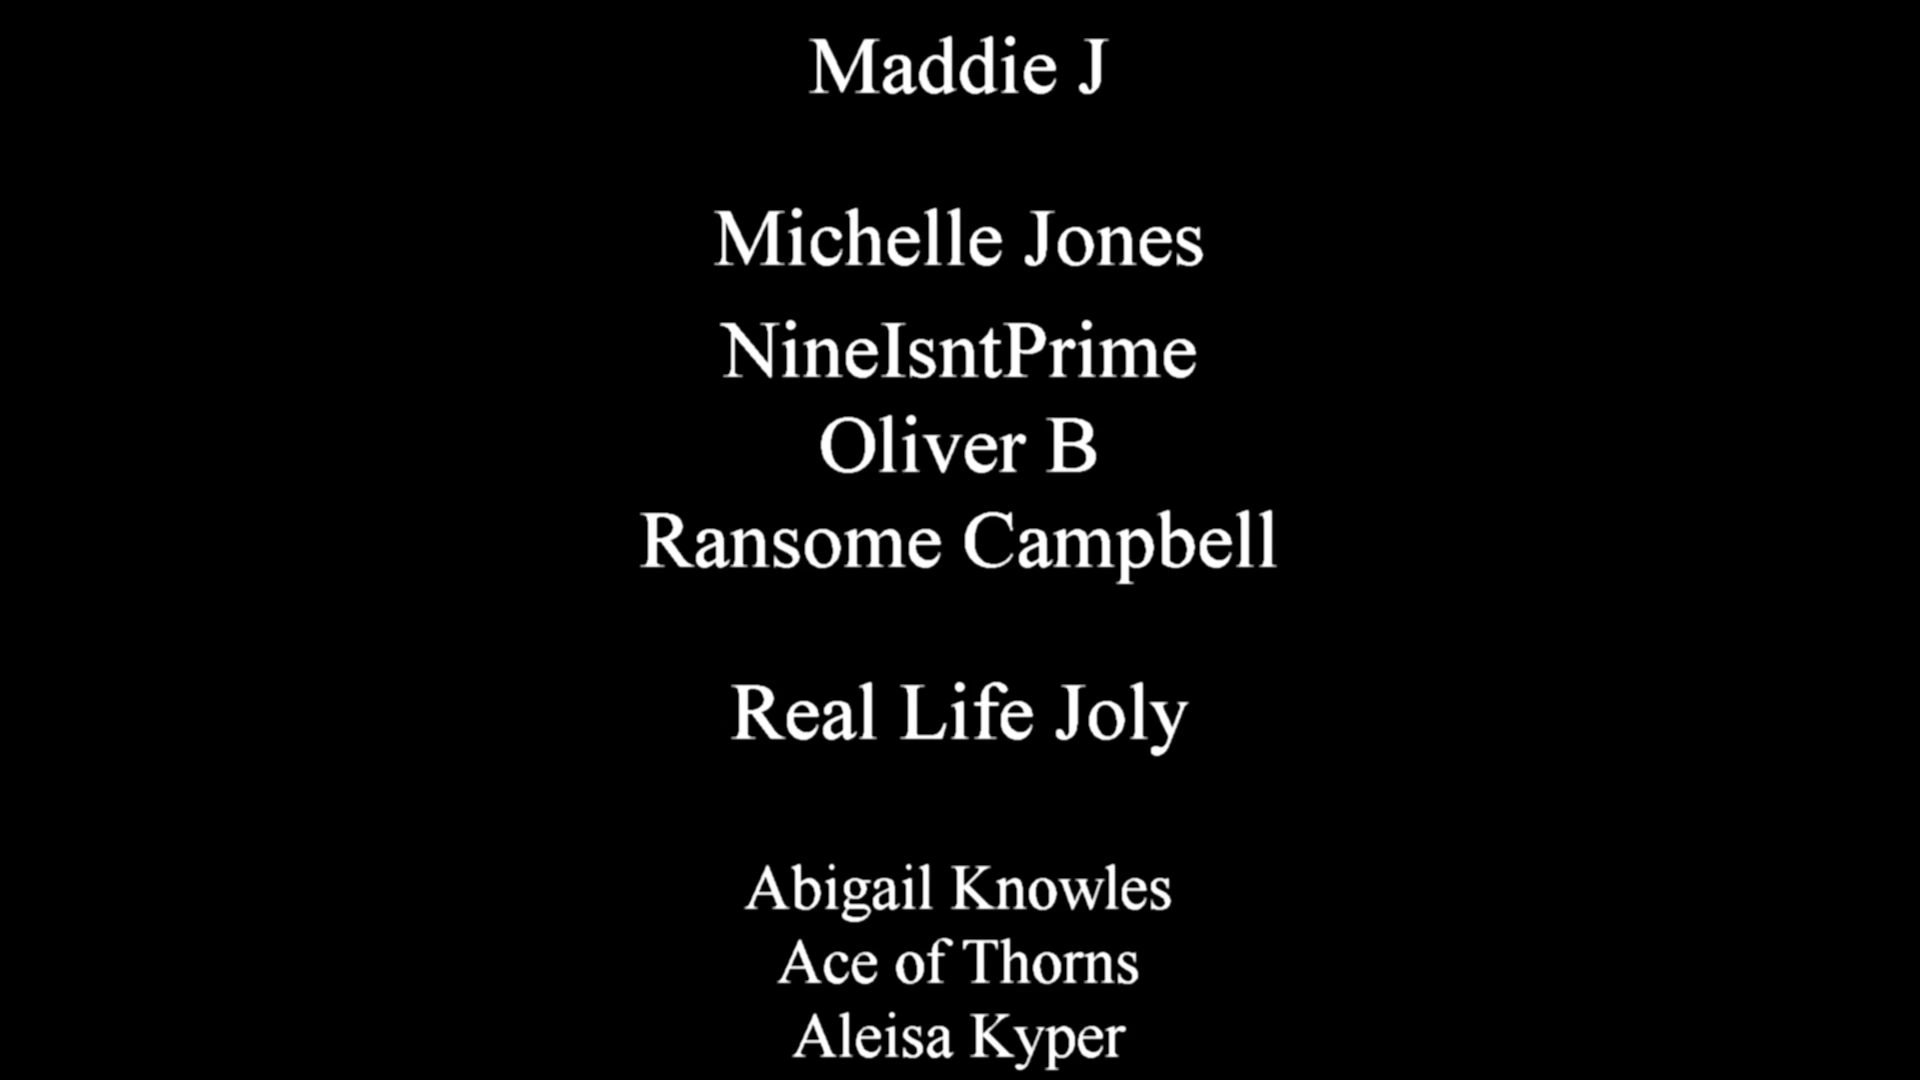 Maddie J
Michelle Jones
NineIsntPrime
Oliver B
Ransome Campbell
Real Life Joly
Abigail Knowles
Ace of Thorns
Aleisa Kyper